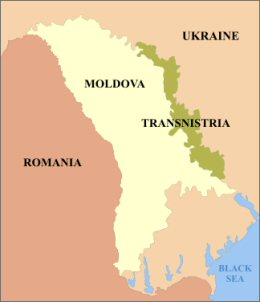 UKRAINE
MOLDOVA
TRANSNISTRIA
ROMANIA
BLACK
SEA